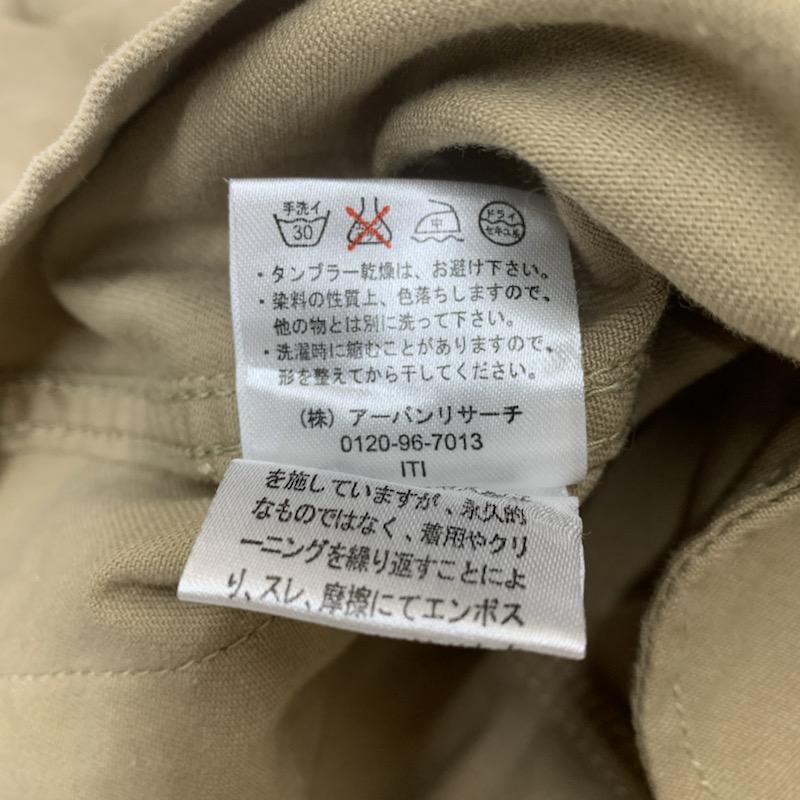 手洗イ
30
中
ドライ
セキユル
・タンブラー乾燥は、お避け下さい。
・染料の性質上、色落ちしますので、
他の物とは別に洗って下さい。
・洗濯時に縮むことがありますので、
形を整えてから干してください。
（株）アーバンリサーチ
0120-96-7013
ITI
を施していますが、永久的
なものではなく、着用やクリ
ーニングを繰り返すことによ
り、スレ、摩擦にてエンボス